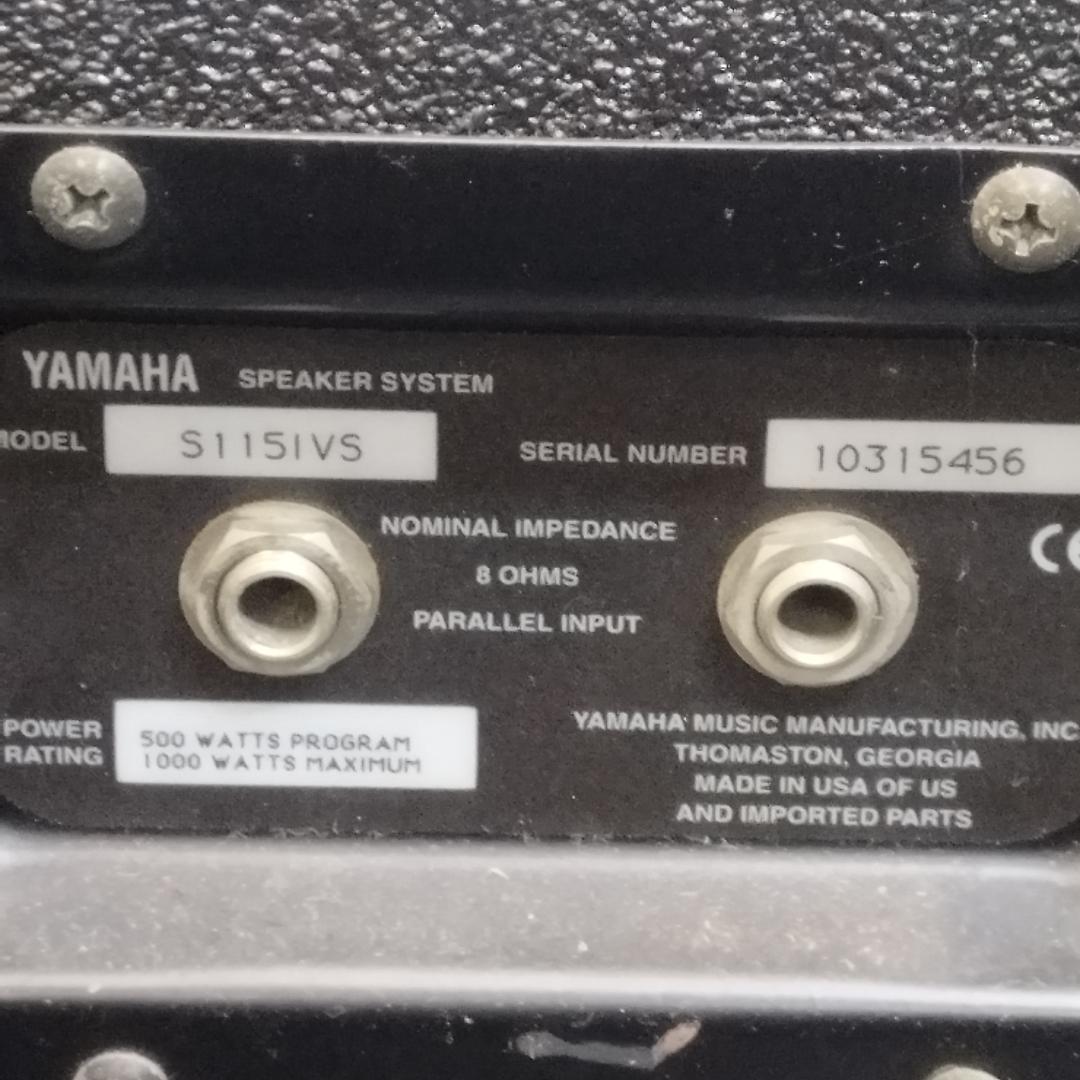 YAMAHA SPEAKER SYSTEM
MODEL S115IVS
SERIAL NUMBER 10315456
NOMINAL IMPEDANCE
8 OHMS
PARALLEL INPUT
CE
POWER RATING
500 WATTS PROGRAM
1000 WATTS MAXIMUM
YAMAHA MUSIC MANUFACTURING, INC.
THOMASTON, GEORGIA
MADE IN USA OF US
AND IMPORTED PARTS